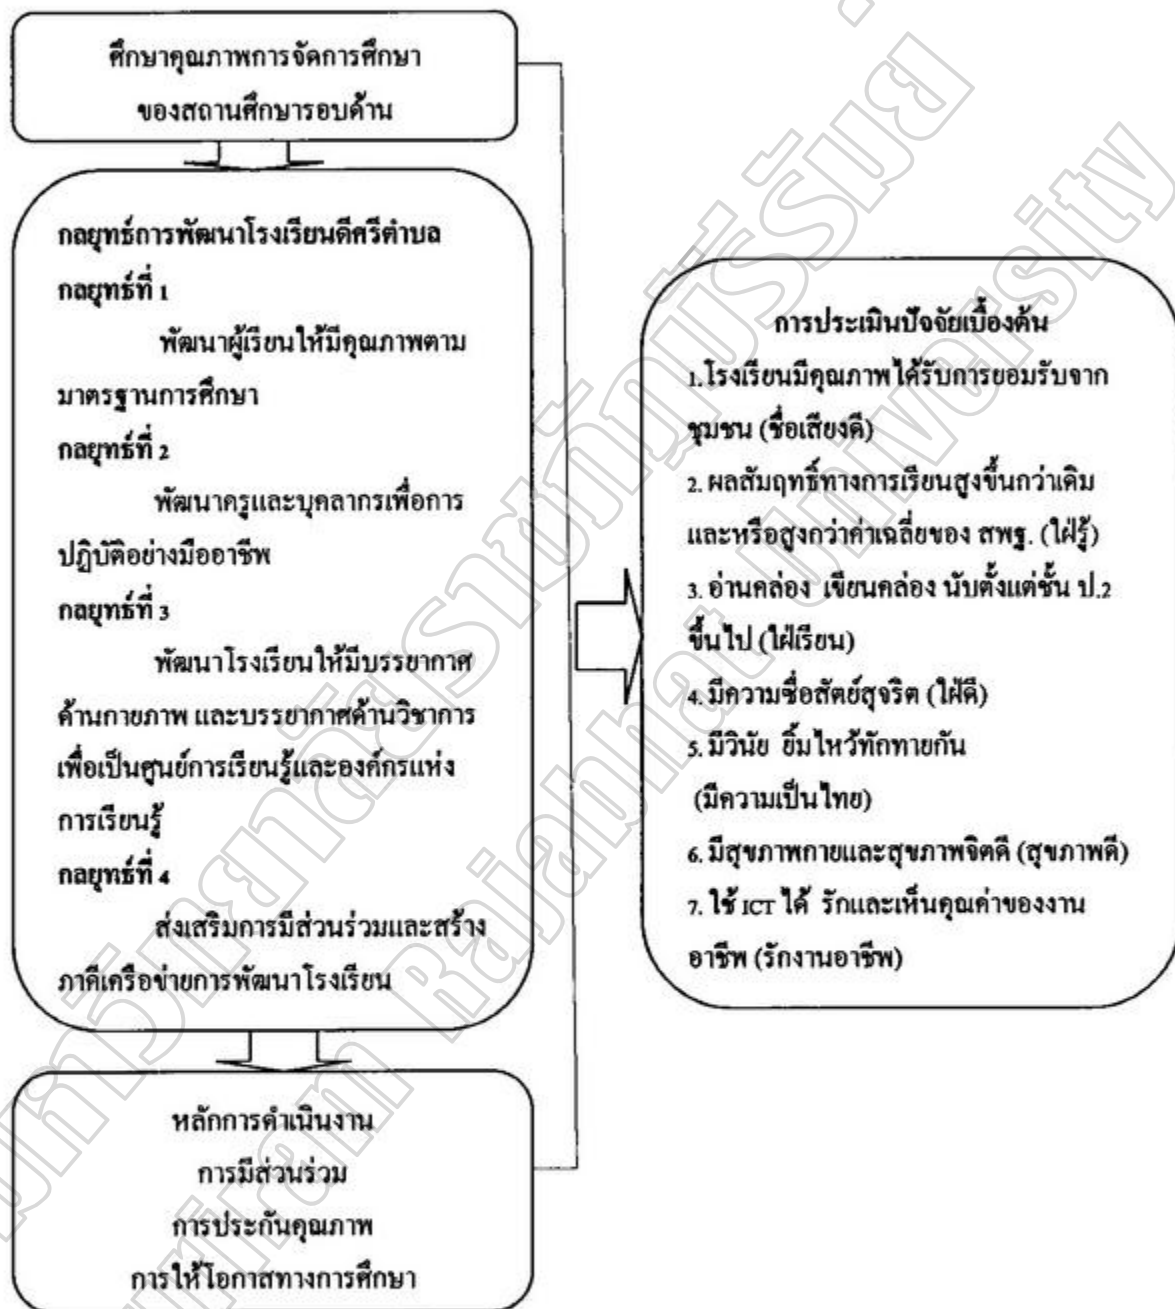 ศึกษาคุณภาพการจัดการศึกษา
ของสถานศึกษารอบด้าน
กลยุทธ์การพัฒนาโรงเรียนดีศรีตำบล
กลยุทธ์ที่ 1
พัฒนาผู้เรียนให้มีคุณภาพตาม
มาตรฐานการศึกษา
กลยุทธ์ที่ 2
พัฒนาครูและบุคลากรเพื่อการ
ปฏิบัติอย่างมืออาชีพ
กลยุทธ์ที่ 3
พัฒนาโรงเรียนให้มีบรรยากาศ
ด้านกายภาพ และบรรยากาศด้านวิชาการ
เพื่อเป็นศูนย์การเรียนรู้และองค์กรแห่ง
การเรียนรู้
กลยุทธ์ที่ 4
ส่งเสริมการมีส่วนร่วมและสร้าง
ภาคีเครือข่ายการพัฒนาโรงเรียน
หลักการดำเนินงาน
การมีส่วนร่วม
การประกันคุณภาพ
การให้โอกาสทางการศึกษา
การประเมินปัจจัยเบื้องต้น
1. โรงเรียนมีคุณภาพได้รับการยอมรับจาก
ชุมชน (ชื่อเสียงดี)
2. ผลสัมฤทธิ์ทางการเรียนสูงขึ้นกว่าเดิม
และหรือสูงกว่าค่าเฉลี่ยของ สพฐ. (ใฝ่รู้)
3. อ่านคล่อง เขียนคล่อง นับตั้งแต่ชั้น ป.2
ขึ้นไป (ใฝ่เรียน)
4. มีความซื่อสัตย์สุจริต (ใฝ่ดี)
5. มีวินัย ยิ้มไหว้ทักทายกัน
(มีความเป็นไทย)
6. มีสุขภาพกายและสุขภาพจิตดี (สุขภาพดี)
7. ใช้ ICT ได้ รักและเห็นคุณค่าของงาน
อาชีพ (รักงานอาชีพ)
Rajabhat University